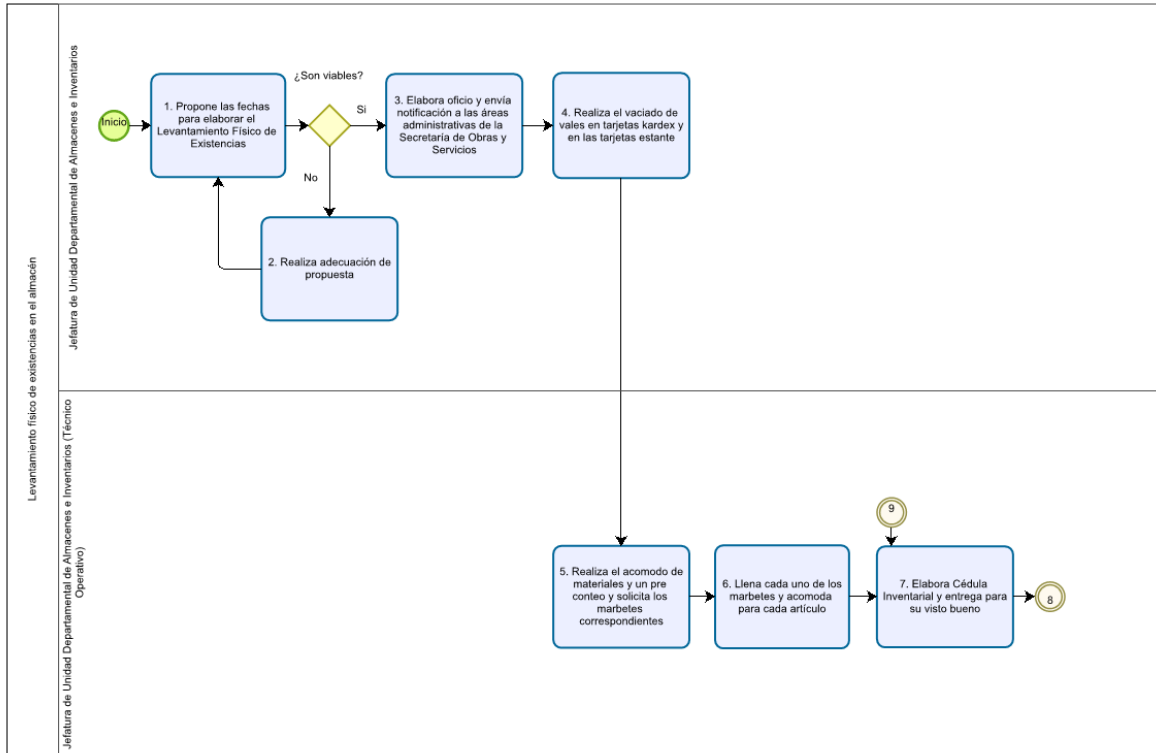 Levantamiento físico de existencias en el almacén
Jefatura de Unidad Departamental de Almacenes e Inventarios
Inicio
1. Propone las fechas
para elaborar el
Levantamiento Físico de
Existencias
¿Son viables?
Si
No
2. Realiza adecuación de
propuesta
3. Elabora oficio y envía
notificación a las áreas
administrativas de la
Secretaría de Obras y
Servicios
4. Realiza el vaciado de
vales en tarjetas kardex y
en las tarjetas estante
Jefatura de Unidad Departamental de Almacenes e Inventarios (Técnico
Operativo)
5. Realiza el acomodo de
materiales y un pre
conteo y solicita los
marbetes
correspondientes
6. Llena cada uno de los
marbetes y acomoda
para cada artículo
9
7. Elabora Cédula
Inventarial y entrega para
su visto bueno
8